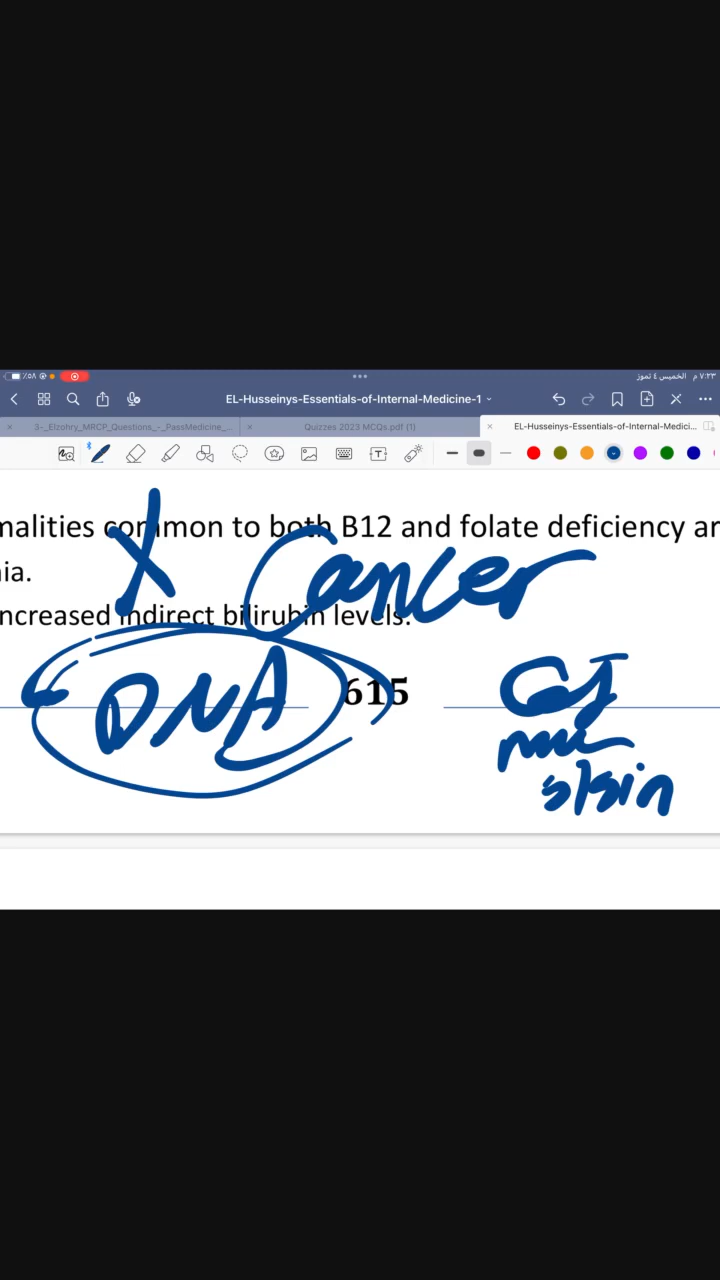 ٪٥٨ ٧:٢٣ م الخميس ٤ تموز
EL-Husseinys-Essentials-of-Internal-Medicine-1
3-_Elzohry_MRCP_Questions_-_PassMedicine_... Quizzes 2023 MCQs.pdf (1) EL-Husseinys-Essentials-of-Internal-Medici...
malities common to both B12 and folate deficiency ar
nia.
X Cancer
ncreased indirect bilirubin levels.
DNA 615 GI
skin